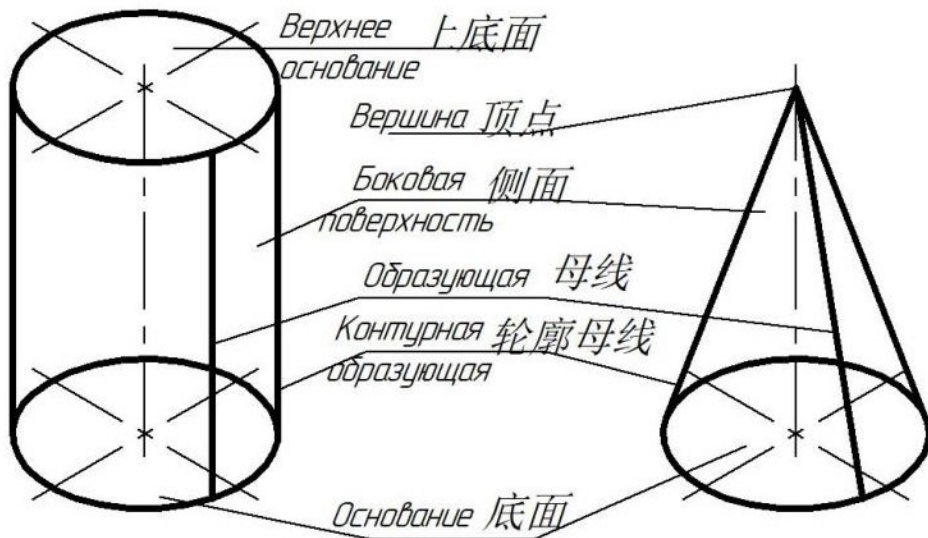 Верхнее 上底面
основание
Вершина 顶点
Боковая 侧面
поверхность
Образующая 母线
Контурная 轮廓母线
образующая
Основание 底面